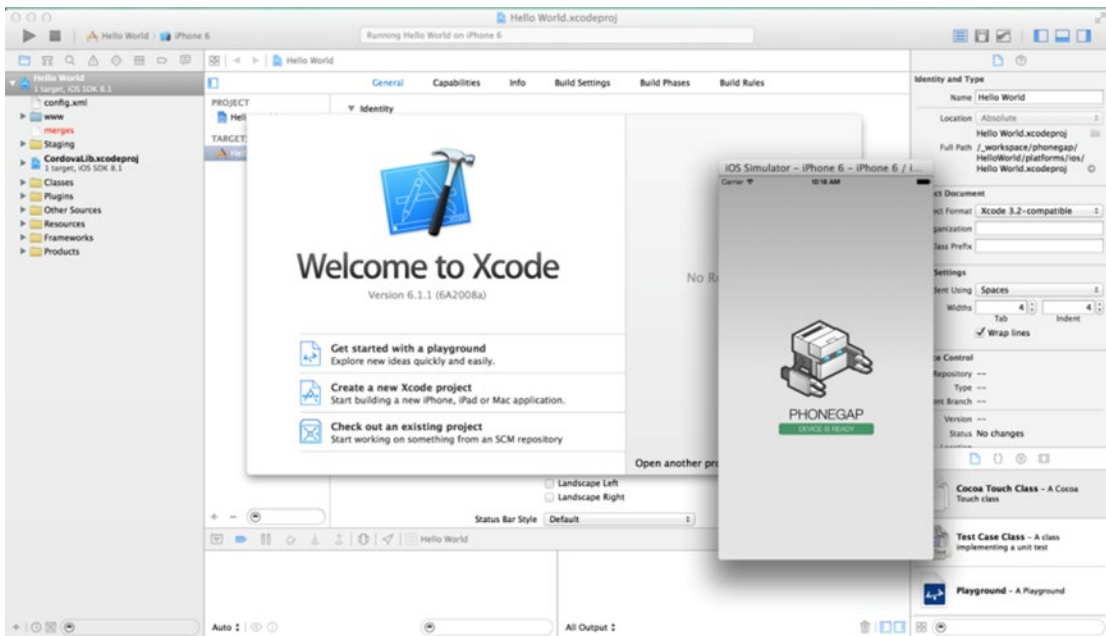 Hello World.xcodeproj
Hello World
iPhone 6
Running Hello World on iPhone 6
Hello World
1 target, iOS SDK 8.1
config.xml
www
merges
Staging
CordovaLib.xcodeproj
1 target, iOS SDK 8.1
Classes
Plugins
Other Sources
Resources
Frameworks
Products
Hello World
General
Capabilities
Info
Build Settings
Build Phases
Build Rules
PROJECT
Identity
Welcome to Xcode
Version 6.1.1 (6A2008a)
Get started with a playground
Explore new ideas quickly and easily.
Create a new Xcode project
Start building a new iPhone, iPad or Mac application.
Check out an existing project
Start working on something from an SCM repository
No
Open another
Landscape Left
Landscape Right
Status Bar Style
Default
Hello World
Auto
All Output
iOS Simulator – iPhone 6 – iPhone 6 / i...
Carrier
10:18 AM
PHONEGAP
DEVICE IS READY
Identity and Type
Name Hello World
Location Absolute
Hello World.xcodeproj
Full Path /_workspace/phonegap/
HelloWorld/platforms/ios/
Hello World.xcodeproj
Document
Format Xcode 3.2-compatible
Prefix
Settings
Using Spaces
Widths 4 4
Tab Indent
Wrap lines
Control
Repository --
Type --
Branch --
Version --
Status No changes
Cocoa Touch Class – A Cocoa
Touch class
Test Case Class – A class
implementing a unit test
Playground – A Playground